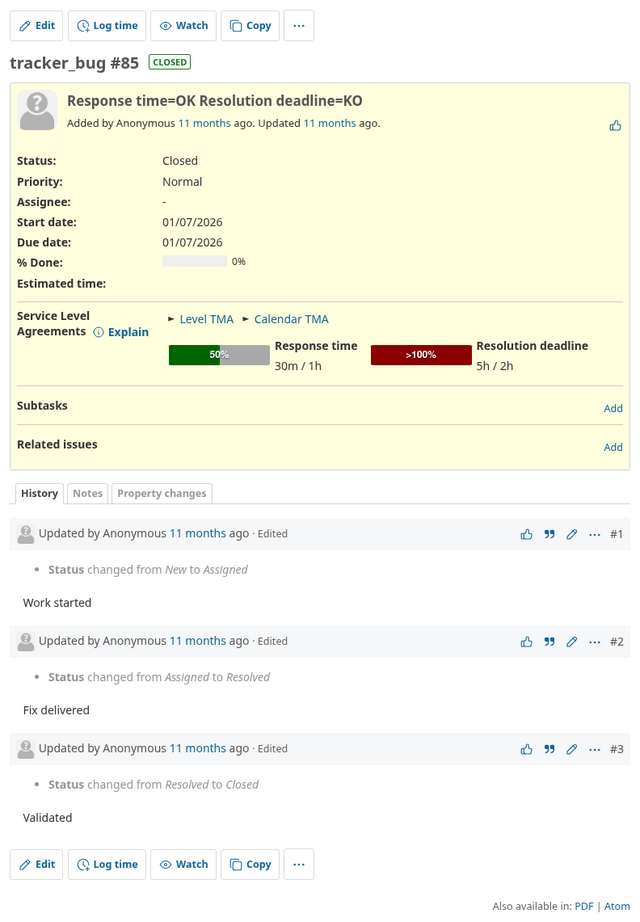 Edit Log time Watch Copy ...
tracker_bug #85 CLOSED
Response time=OK Resolution deadline=KO
Added by Anonymous 11 months ago. Updated 11 months ago.
Status: Closed
Priority: Normal
Assignee: -
Start date: 01/07/2026
Due date: 01/07/2026
% Done: 0%
Estimated time:
Service Level Agreements Explain
Level TMA Calendar TMA
50% Response time 30m / 1h
>100% Resolution deadline 5h / 2h
Subtasks Add
Related issues Add
History Notes Property changes
Updated by Anonymous 11 months ago · Edited #1
Status changed from New to Assigned
Work started
Updated by Anonymous 11 months ago · Edited #2
Status changed from Assigned to Resolved
Fix delivered
Updated by Anonymous 11 months ago · Edited #3
Status changed from Resolved to Closed
Validated
Edit Log time Watch Copy ...
Also available in: PDF | Atom